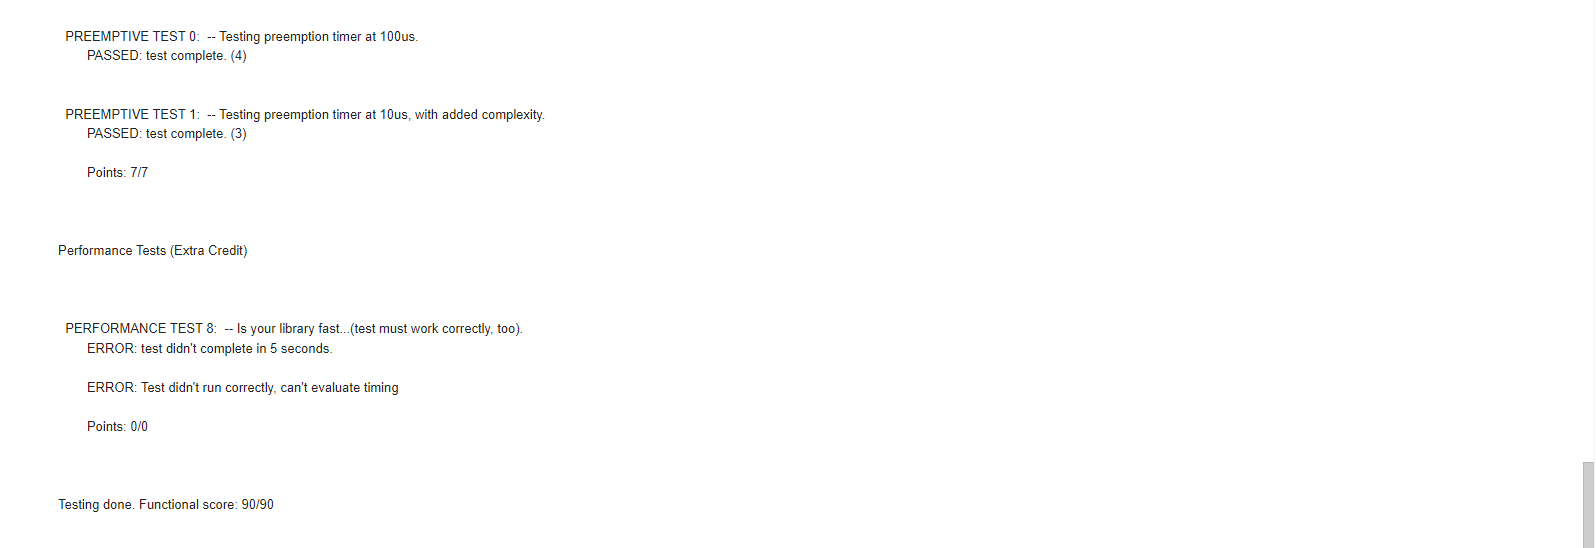 PREEMPTIVE TEST 0:  -- Testing preemption timer at 100us.
PASSED: test complete. (4)
PREEMPTIVE TEST 1:  -- Testing preemption timer at 10us, with added complexity.
PASSED: test complete. (3)
Points: 7/7
Performance Tests (Extra Credit)
PERFORMANCE TEST 8:  -- Is your library fast...(test must work correctly, too).
ERROR: test didn't complete in 5 seconds.
ERROR: Test didn't run correctly, can't evaluate timing
Points: 0/0
Testing done. Functional score: 90/90